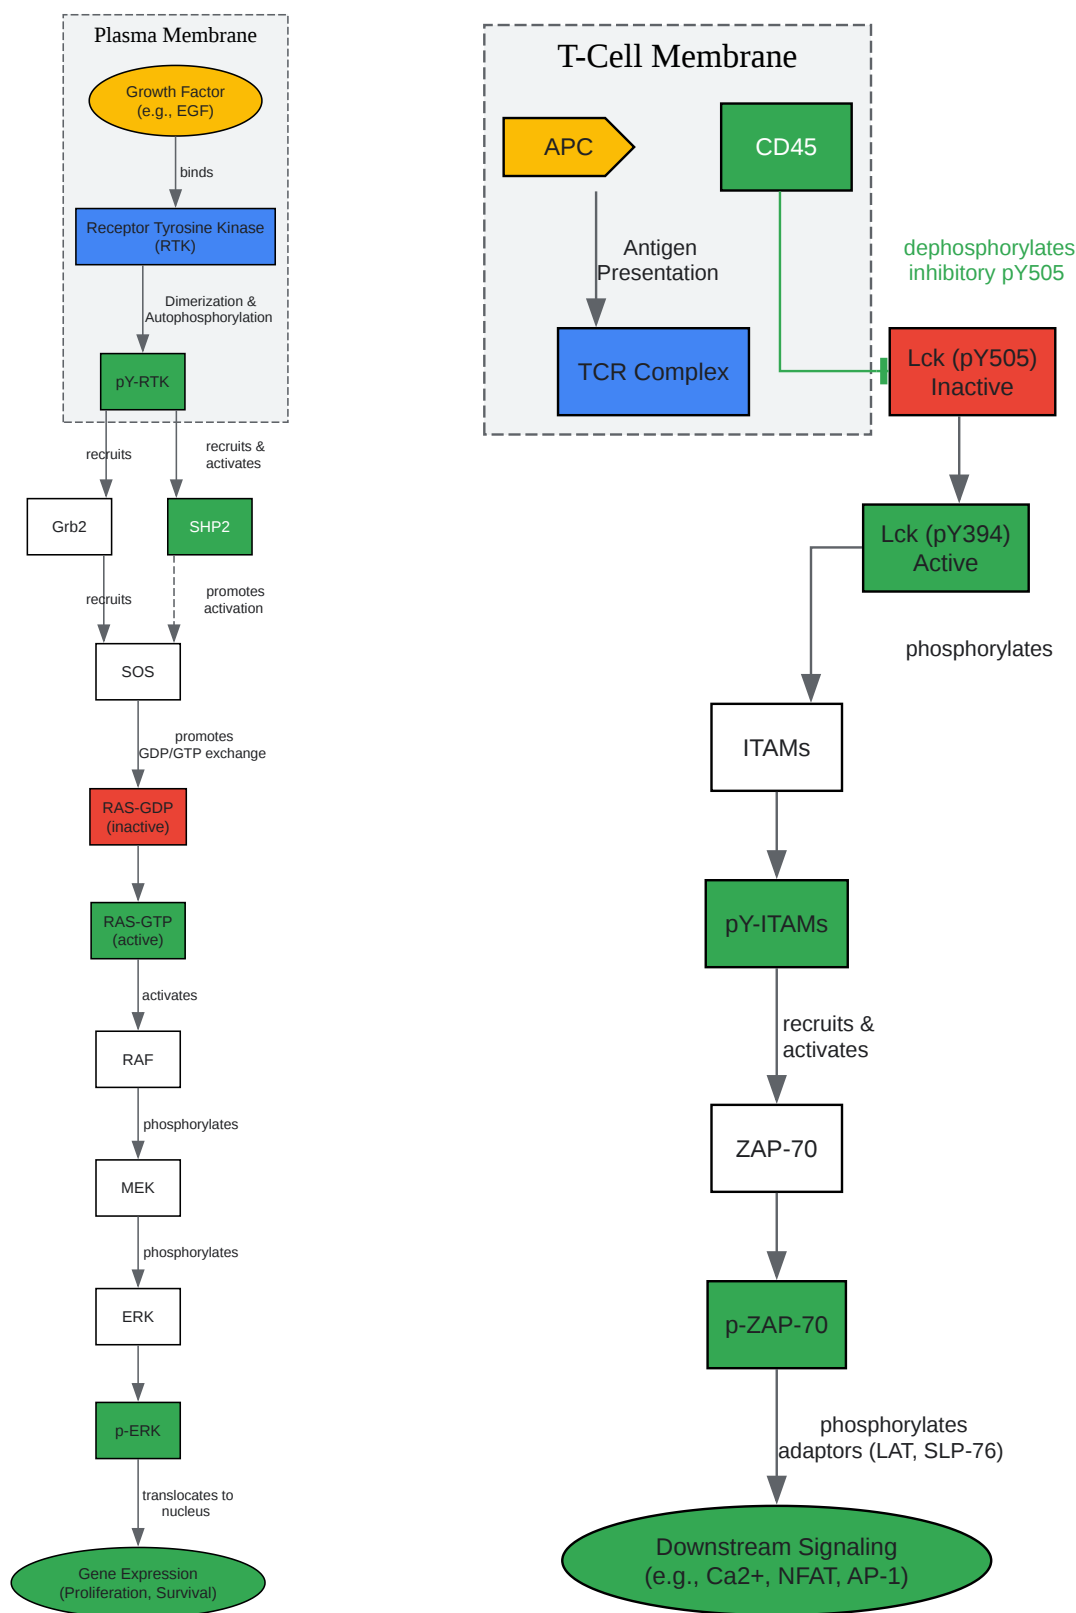 Plasma Membrane
Growth Factor
(e.g., EGF)
binds
Receptor Tyrosine Kinase
(RTK)
Dimerization &
Autophosphorylation
pY-RTK
recruits
recruits &
activates
Grb2
SHP2
recruits
promotes
activation
SOS
promotes
GDP/GTP exchange
RAS-GDP
(inactive)
RAS-GTP
(active)
activates
RAF
phosphorylates
MEK
phosphorylates
ERK
p-ERK
translocates to
nucleus
Gene Expression
(Proliferation, Survival)
T-Cell Membrane
APC
CD45
Antigen
Presentation
dephosphorylates
inhibitory pY505
TCR Complex
Lck (pY505)
Inactive
Lck (pY394)
Active
phosphorylates
ITAMs
pY-ITAMs
recruits &
activates
ZAP-70
p-ZAP-70
phosphorylates
adaptors (LAT, SLP-76)
Downstream Signaling
(e.g., Ca2+, NFAT, AP-1)